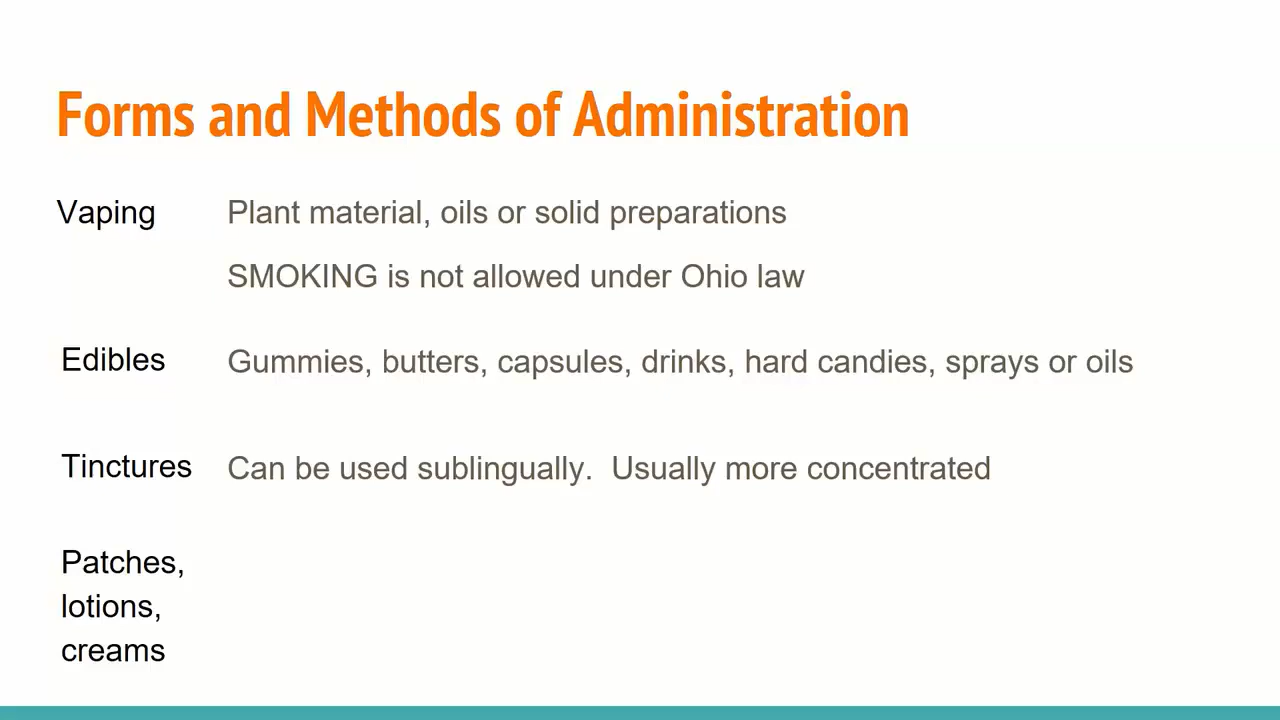 Forms and Methods of Administration
Vaping Plant material, oils or solid preparations
SMOKING is not allowed under Ohio law
Edibles Gummies, butters, capsules, drinks, hard candies, sprays or oils
Tinctures Can be used sublingually.  Usually more concentrated
Patches,
lotions,
creams